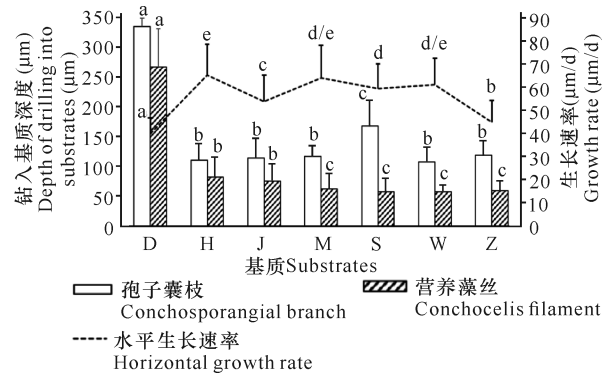 钻入基质深度 (μm)
Depth of drilling into
substrates (μm)
350
300
250
200
150
100
50
0
90
80
70
60
50
40
30
20
10
0
生长速率(μm/d)
Growth rate (μm/d)
a a e c d/e d d/e b
a b b b b b b c b c c b c b c
D H J M S W Z
基质Substrates
孢子囊枝
Conchosporangial branch
营养藻丝
Conchocelis filament
水平生长速率
Horizontal growth rate